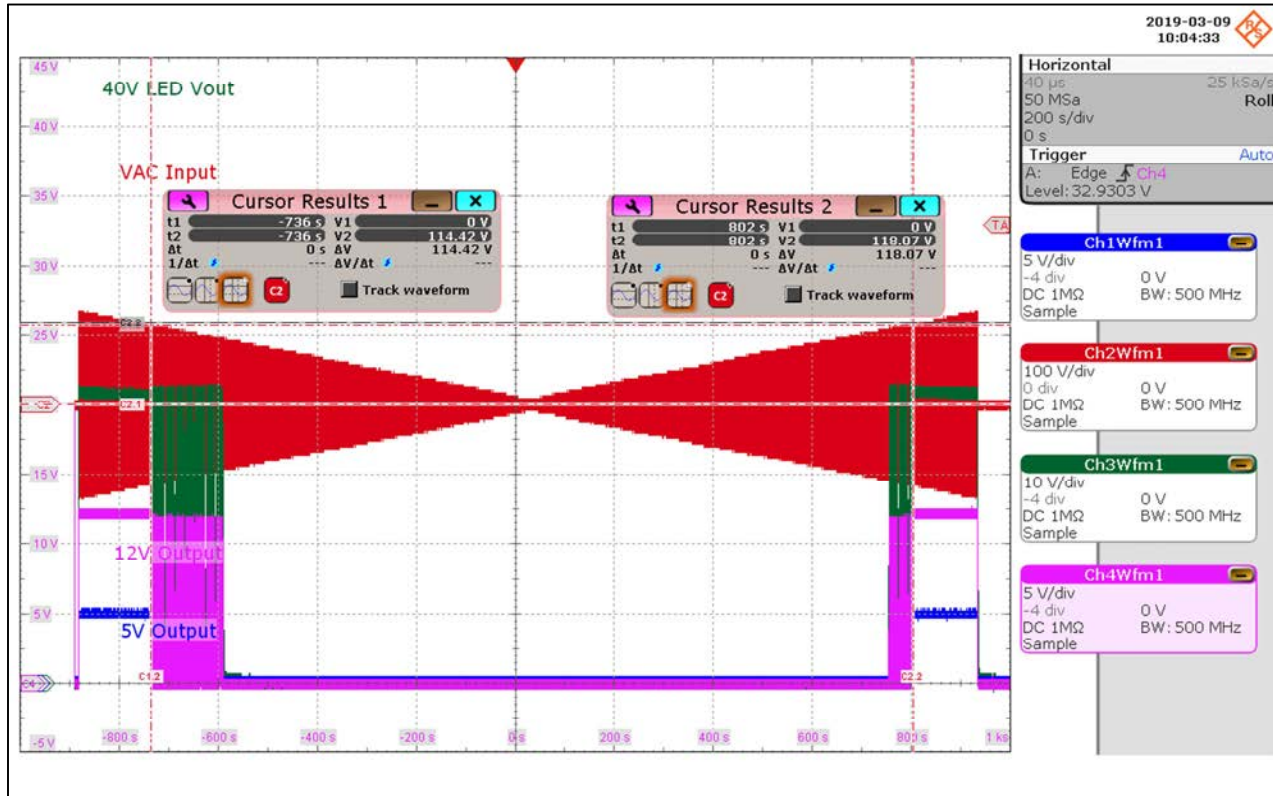 2019-03-09
10:04:33
Horizontal
40 µs 25 kSa/s
50 MSa Roll
200 s/div
0 s
Trigger Auto
A: Edge Ch4
Level: 32.9303 V
Ch1Wfm1
5 V/div
-4 div 0 V
DC 1MΩ BW: 500 MHz
Sample
Ch2Wfm1
100 V/div
0 div 0 V
DC 1MΩ BW: 500 MHz
Sample
Ch3Wfm1
10 V/div
-4 div 0 V
DC 1MΩ BW: 500 MHz
Sample
Ch4Wfm1
5 V/div
-4 div 0 V
DC 1MΩ BW: 500 MHz
Sample
45 V
40V LED Vout
40 V
VAC Input
35 V
Cursor Results 1
t1 -736 s V1 0 V
t2 -736 s V2 114.42 V
Δt 0 s ΔV 114.42 V
1/Δt --- ΔV/Δt ---
C2 Track waveform
Cursor Results 2
t1 802 s V1 0 V
t2 802 s V2 118.07 V
Δt 0 s ΔV 118.07 V
1/Δt --- ΔV/Δt ---
C2 Track waveform
TA
30 V
C2.2
25 V
C2.1
20 V
15 V
10 V
12V Output
5 V
5V Output
C1.2
C2.2
C4
-5 V
-800 s -600 s -400 s -200 s 0 s 200 s 400 s 600 s 800 s 1 ks